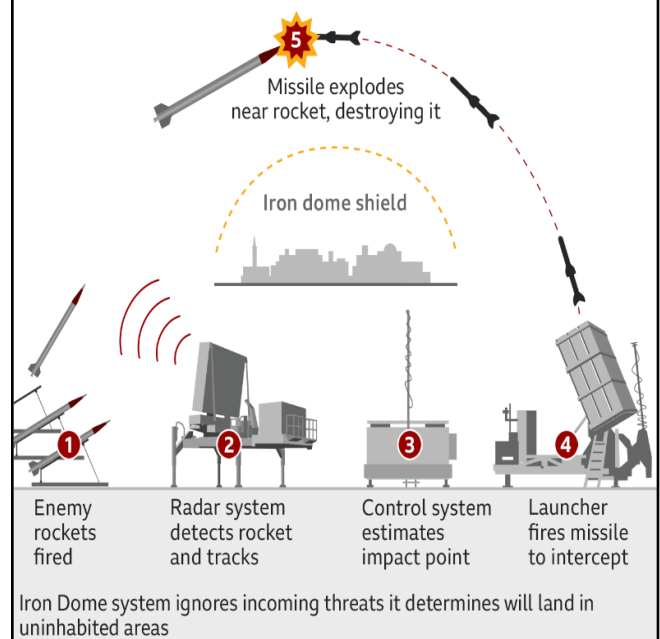 5
Missile explodes
near rocket, destroying it
Iron dome shield
1
2
3
4
Enemy
rockets
fired
Radar system
detects rocket
and tracks
Control system
estimates
impact point
Launcher
fires missile
to intercept
Iron Dome system ignores incoming threats it determines will land in
uninhabited areas